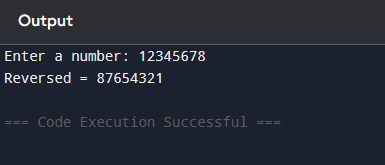 Output
Enter a number: 12345678
Reversed = 87654321
=== Code Execution Successful ===